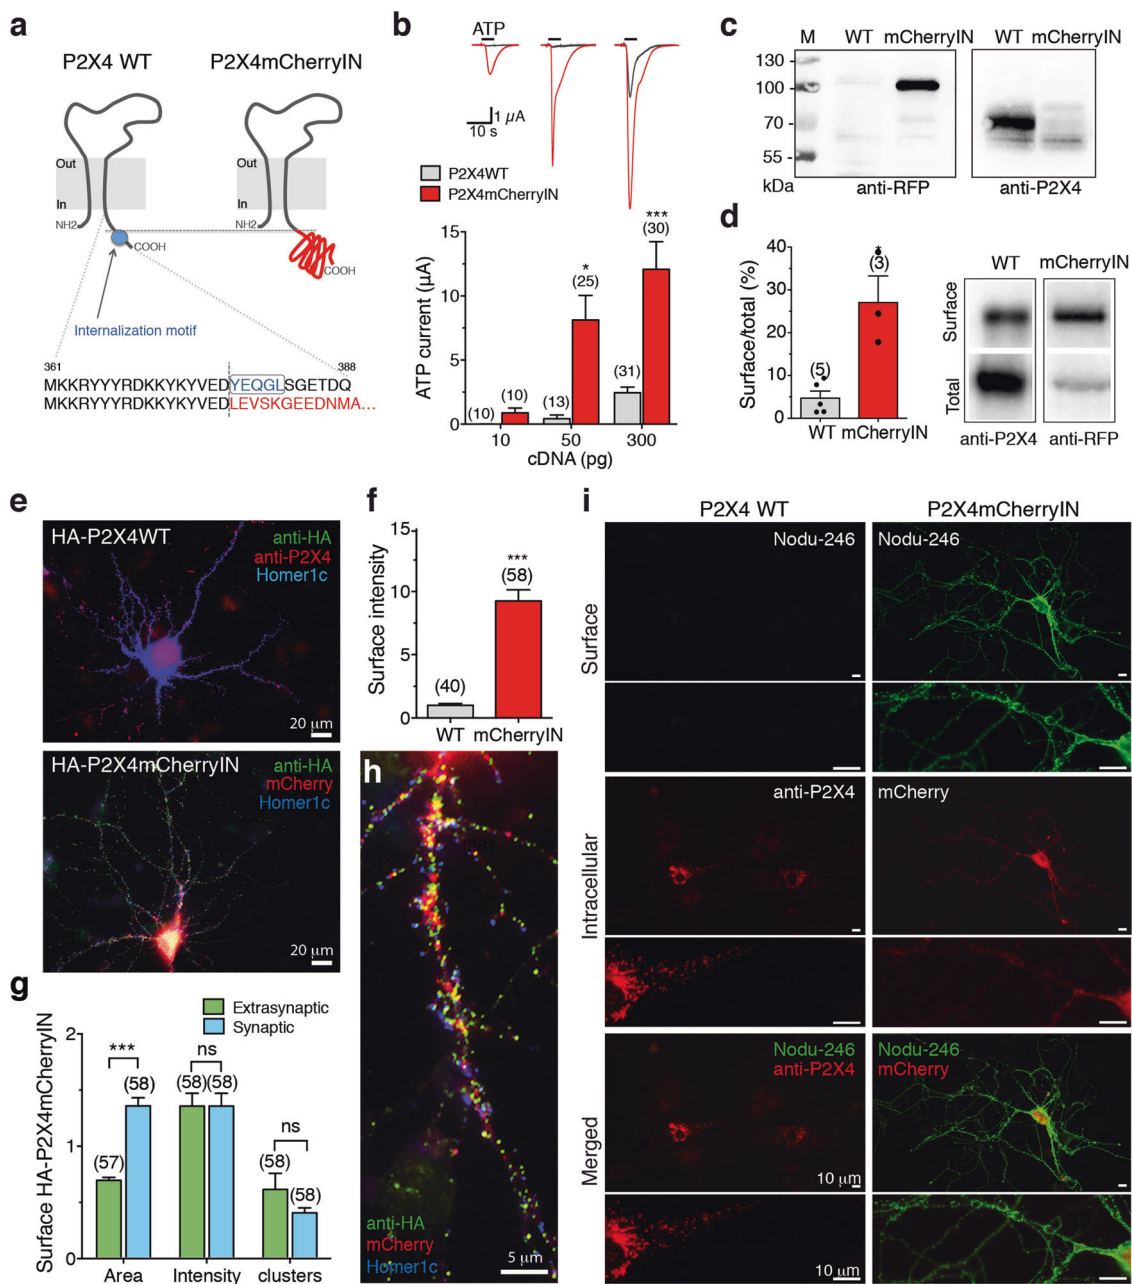 a
P2X4 WT
P2X4mCherryIN
Out
In
NH2
COOH
Out
In
NH2
COOH
Internalization motif
361
388
MKKRYYYRDKKYKYVEDYEQGLSGETDQ
MKKRYYYRDKKYKYVEDLEVSKGEEDNMA...
b
ATP
1 µA
10 s
P2X4WT
P2X4mCherryIN
ATP current (µA)
15
10
5
0
(10)
(10)
(13)
*
(25)
(31)
***
(30)
10
50
300
cDNA (pg)
c
M
WT
mCherryIN
WT
mCherryIN
130
100
70
55
kDa
anti-RFP
anti-P2X4
d
Surface/total (%)
40
30
20
10
0
(5)
*
(3)
WT
mCherryIN
WT
mCherryIN
Surface
Total
anti-P2X4
anti-RFP
e
HA-P2X4WT
anti-HA
anti-P2X4
Homer1c
20 µm
HA-P2X4mCherryIN
anti-HA
mCherry
Homer1c
20 µm
f
Surface intensity
15
10
5
0
(40)
***
(58)
WT
mCherryIN
g
Extrasynaptic
Synaptic
Surface HA-P2X4mCherryIN
2
1
0
***
(57)
(58)
ns
(58)
(58)
ns
(58)
(58)
Area
Intensity
clusters
h
anti-HA
mCherry
Homer1c
5 µm
i
P2X4 WT
P2X4mCherryIN
Surface
Nodu-246
Nodu-246
Intracellular
anti-P2X4
mCherry
Merged
Nodu-246
anti-P2X4
10 µm
10 µm
Nodu-246
mCherry